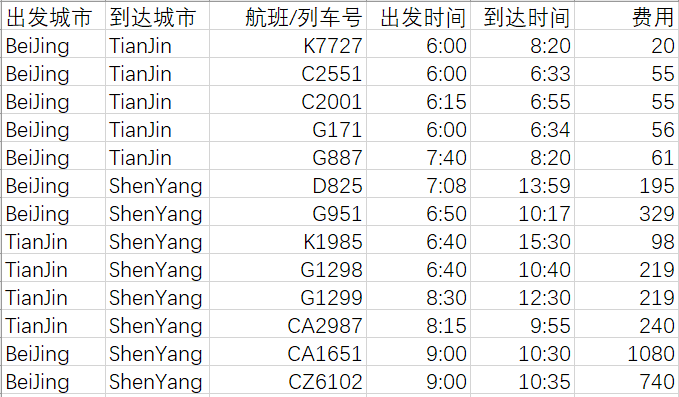 出发城市 到达城市 航班/列车号 出发时间 到达时间 费用
BeiJing TianJin K7727 6:00 8:20 20
BeiJing TianJin C2551 6:00 6:33 55
BeiJing TianJin C2001 6:15 6:55 55
BeiJing TianJin G171 6:00 6:34 56
BeiJing TianJin G887 7:40 8:20 61
BeiJing ShenYang D825 7:08 13:59 195
BeiJing ShenYang G951 6:50 10:17 329
TianJin ShenYang K1985 6:40 15:30 98
TianJin ShenYang G1298 6:40 10:40 219
TianJin ShenYang G1299 8:30 12:30 219
TianJin ShenYang CA2987 8:15 9:55 240
BeiJing ShenYang CA1651 9:00 10:30 1080
BeiJing ShenYang CZ6102 9:00 10:35 740